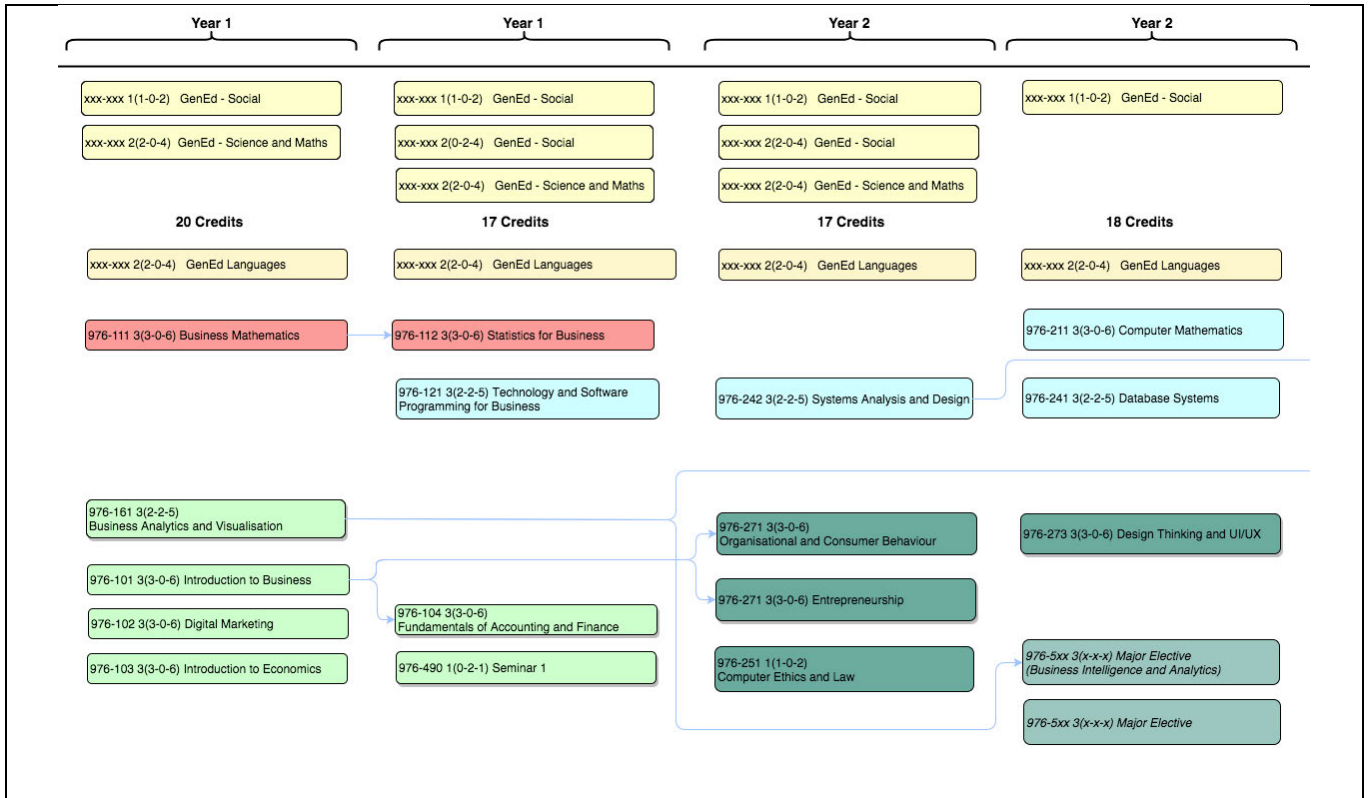 Year 1
Year 1
Year 2
Year 2
xxx-xxx 1(1-0-2) GenEd - Social
xxx-xxx 1(1-0-2) GenEd - Social
xxx-xxx 1(1-0-2) GenEd - Social
xxx-xxx 1(1-0-2) GenEd - Social
xxx-xxx 2(2-0-4) GenEd - Science and Maths
xxx-xxx 2(0-2-4) GenEd - Social
xxx-xxx 2(2-0-4) GenEd - Social
xxx-xxx 2(2-0-4) GenEd - Science and Maths
xxx-xxx 2(2-0-4) GenEd - Science and Maths
20 Credits
17 Credits
17 Credits
18 Credits
xxx-xxx 2(2-0-4) GenEd Languages
xxx-xxx 2(2-0-4) GenEd Languages
xxx-xxx 2(2-0-4) GenEd Languages
xxx-xxx 2(2-0-4) GenEd Languages
976-111 3(3-0-6) Business Mathematics
976-112 3(3-0-6) Statistics for Business
976-211 3(3-0-6) Computer Mathematics
976-121 3(2-2-5) Technology and Software
Programming for Business
976-242 3(2-2-5) Systems Analysis and Design
976-241 3(2-2-5) Database Systems
976-161 3(2-2-5)
Business Analytics and Visualisation
976-271 3(3-0-6)
Organisational and Consumer Behaviour
976-273 3(3-0-6) Design Thinking and UI/UX
976-101 3(3-0-6) Introduction to Business
976-271 3(3-0-6) Entrepreneurship
976-102 3(3-0-6) Digital Marketing
976-104 3(3-0-6)
Fundamentals of Accounting and Finance
976-103 3(3-0-6) Introduction to Economics
976-490 1(0-2-1) Seminar 1
976-251 1(1-0-2)
Computer Ethics and Law
976-5xx 3(x-x-x) Major Elective
(Business Intelligence and Analytics)
976-5xx 3(x-x-x) Major Elective